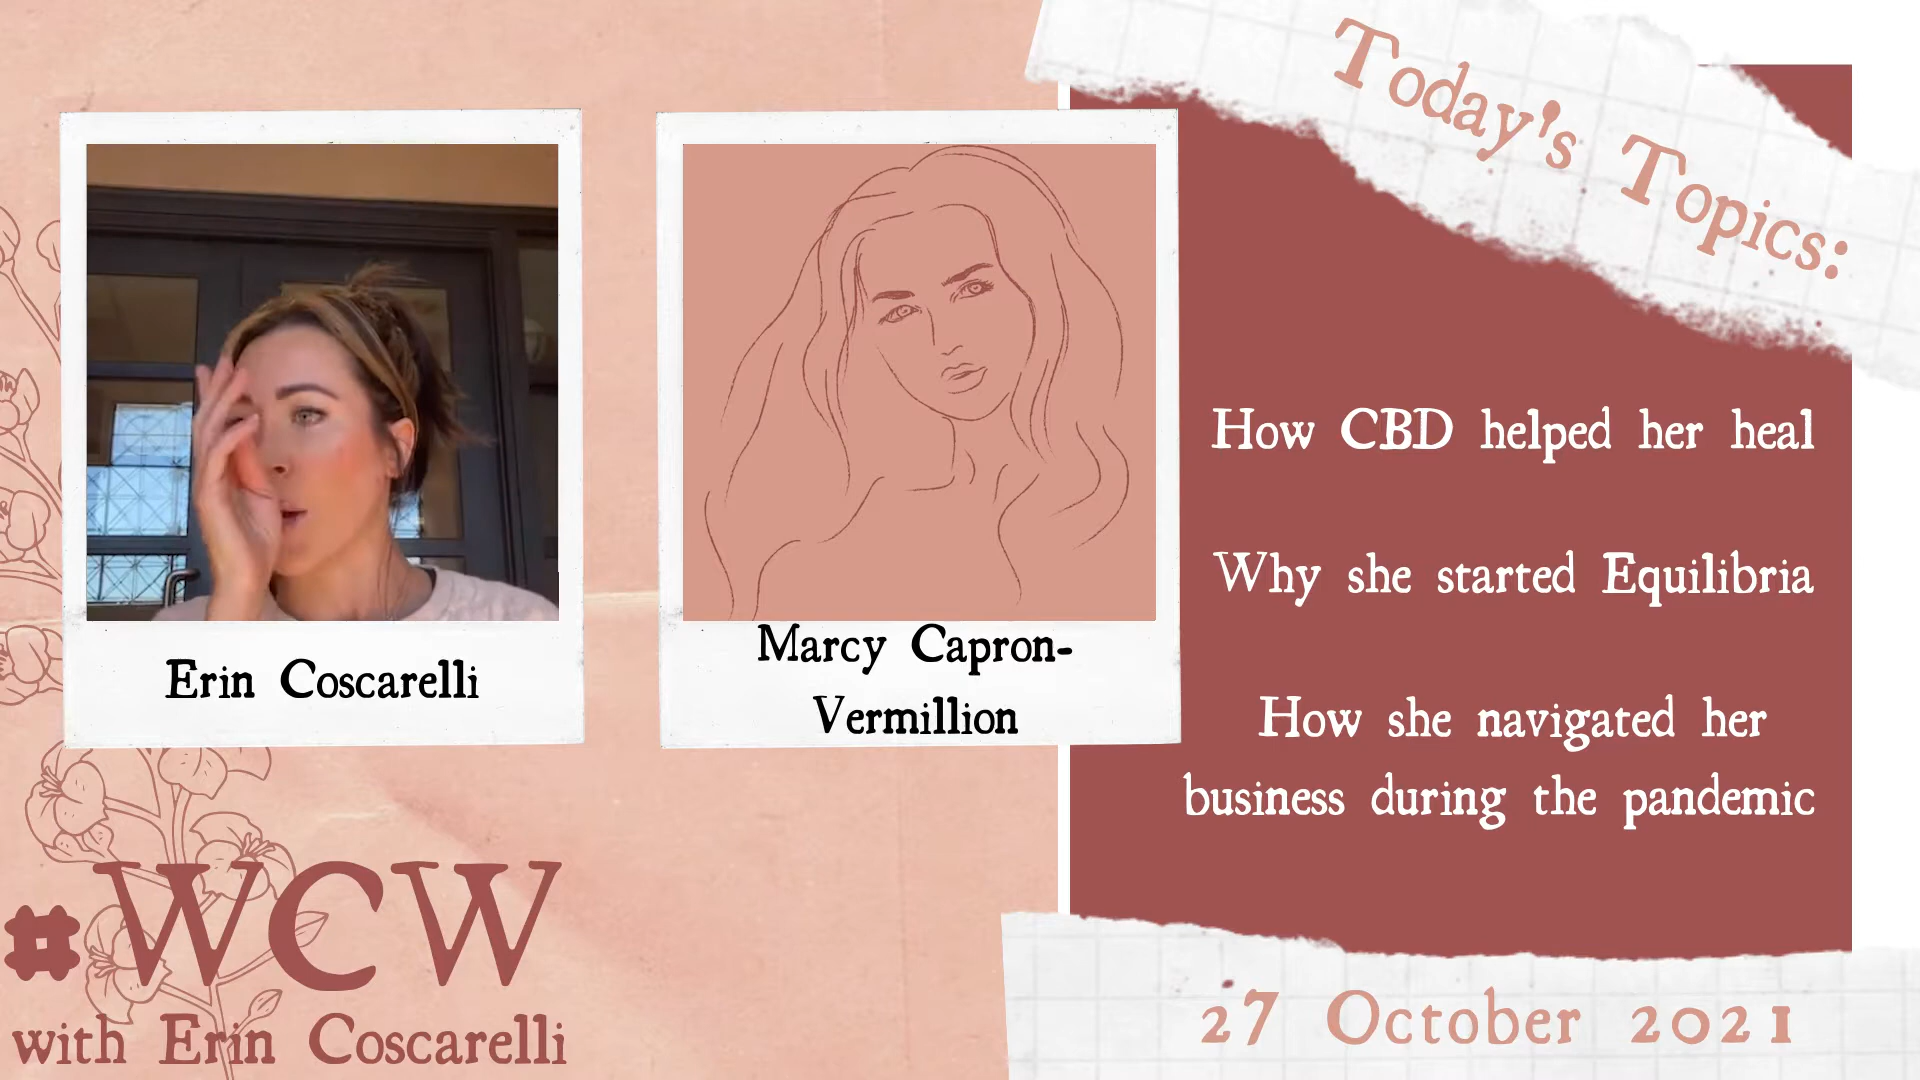 Today's Topics:
Erin Coscarelli
Marcy Capron-
Vermillion
How CBD helped her heal
Why she started Equilibria
How she navigated her
business during the pandemic
#WCW
with Erin Coscarelli
27 October 2021